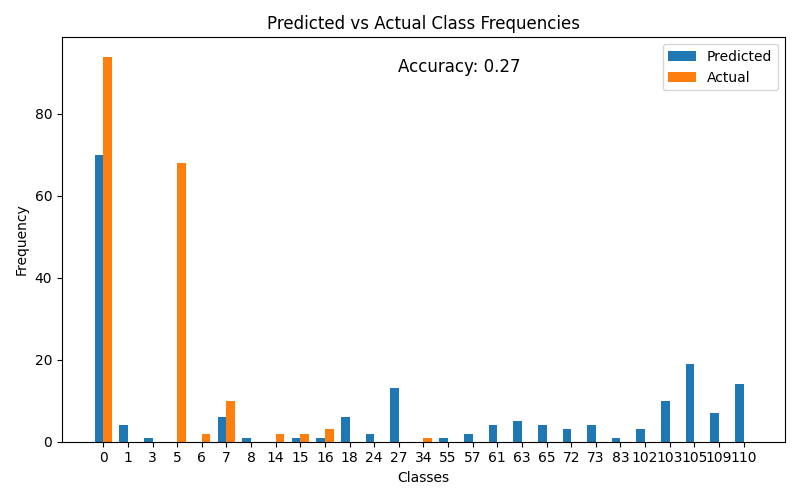 Predicted vs Actual Class Frequencies
Accuracy: 0.27
Predicted
Actual
80
60
40
20
0
Frequency
0 1 3 5 6 7 8 14 15 16 18 24 27 34 55 57 61 63 65 72 73 83 102 103 105 109 110
Classes